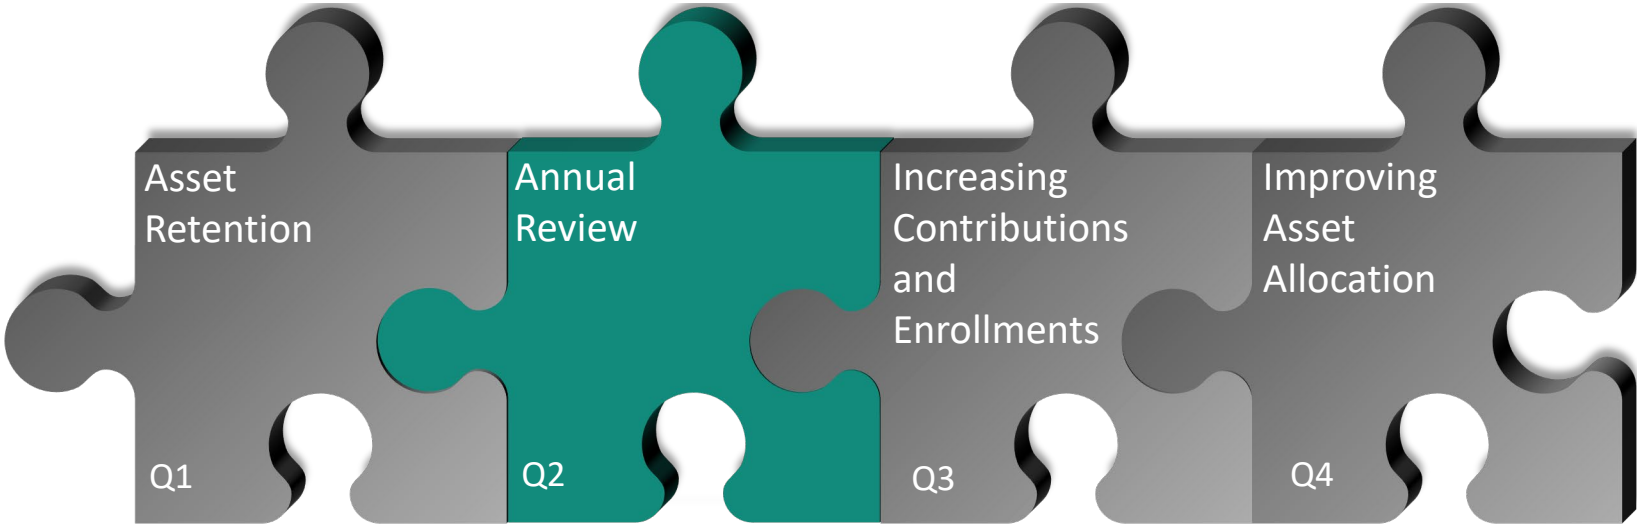 Asset
Retention
Q1
Annual
Review
Q2
Increasing
Contributions
and
Enrollments
Q3
Improving
Asset
Allocation
Q4